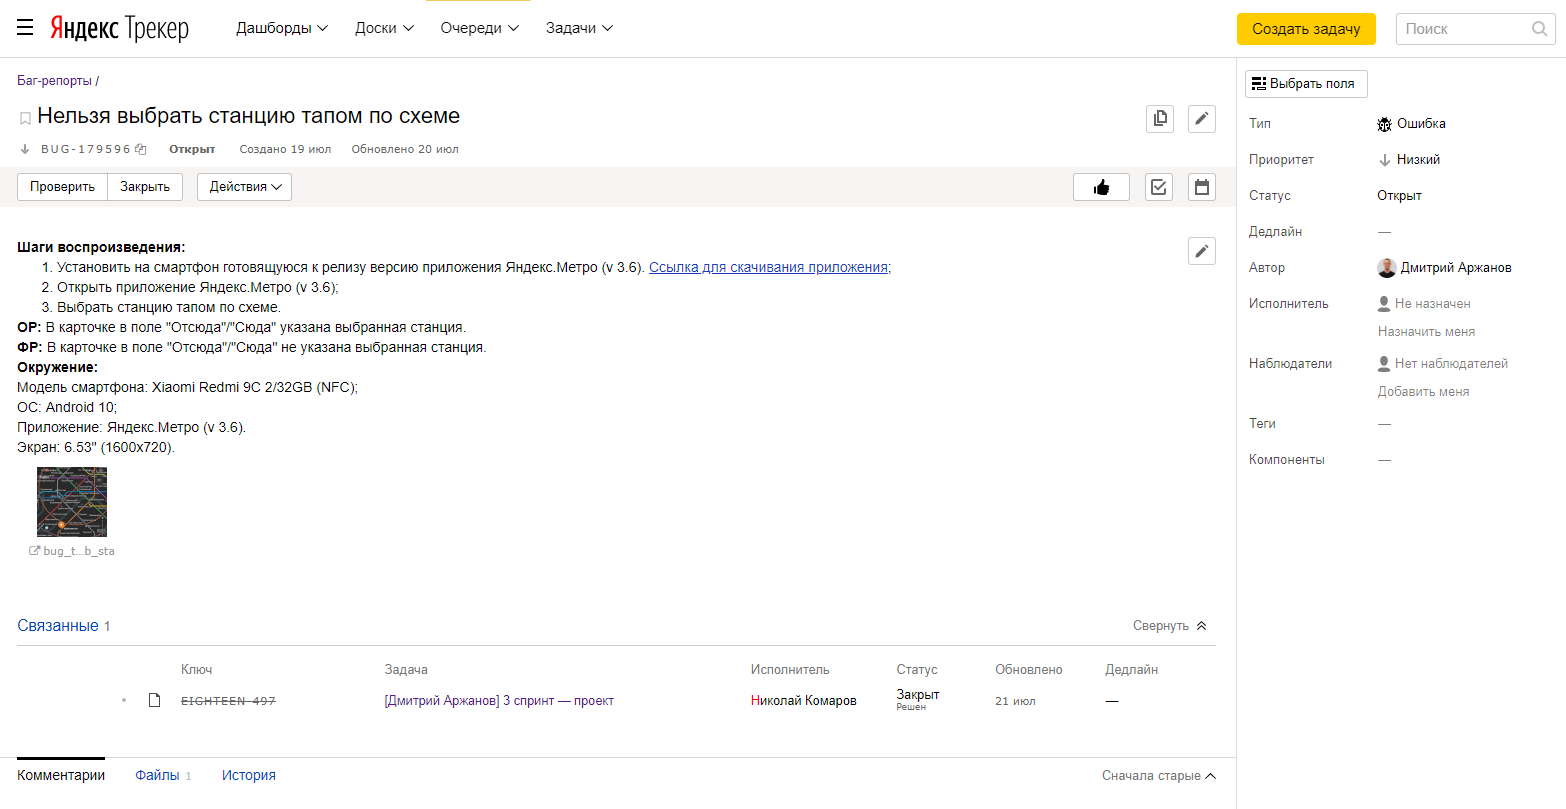 Яндекс Трекер
Дашборды
Доски
Очереди
Задачи
Создать задачу
Поиск
Баг-репорты /
Нельзя выбрать станцию тапом по схеме
BUG-179596
Открыт
Создано 19 июл
Обновлено 20 июл
Проверить
Закрыть
Действия
Шаги воспроизведения:
1. Установить на смартфон готовящуюся к релизу версию приложения Яндекс.Метро (v 3.6). Ссылка для скачивания приложения;
2. Открыть приложение Яндекс.Метро (v 3.6);
3. Выбрать станцию тапом по схеме.
ОР: В карточке в поле "Отсюда"/"Сюда" указана выбранная станция.
ФР: В карточке в поле "Отсюда"/"Сюда" не указана выбранная станция.
Окружение:
Модель смартфона: Xiaomi Redmi 9C 2/32GB (NFC);
ОС: Android 10;
Приложение: Яндекс.Метро (v 3.6).
Экран: 6.53" (1600x720).
bug_t...b_sta
Связанные 1
Свернуть
Ключ
Задача
Исполнитель
Статус
Обновлено
Дедлайн
EIGHTEEN-497
[Дмитрий Аржанов] 3 спринт — проект
Николай Комаров
Закрыт
Решен
21 июл
—
Комментарии
Файлы 1
История
Сначала старые
Выбрать поля
Тип
Ошибка
Приоритет
Низкий
Статус
Открыт
Дедлайн
—
Автор
Дмитрий Аржанов
Исполнитель
Не назначен
Назначить меня
Наблюдатели
Нет наблюдателей
Добавить меня
Теги
—
Компоненты
—